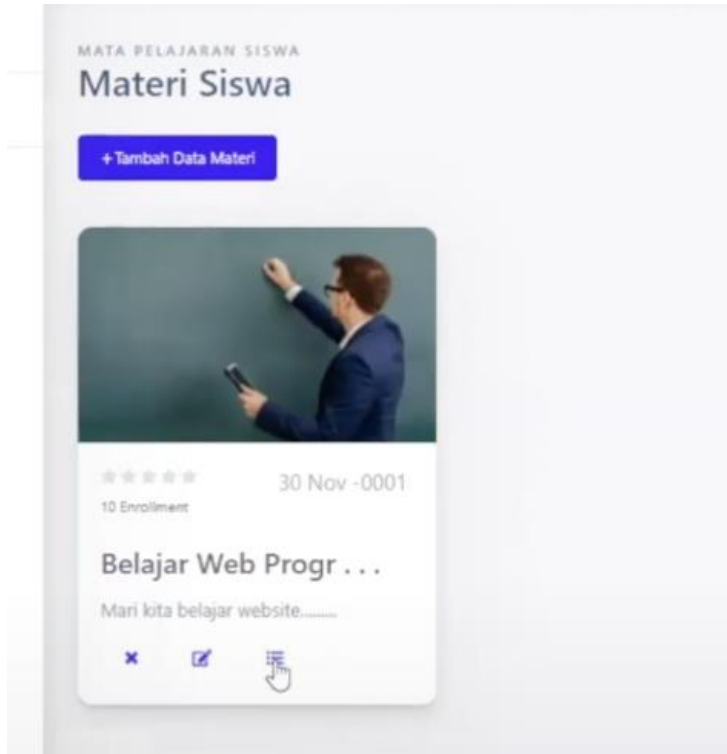 MATA PELAJARAN SISWA
Materi Siswa
+Tambah Data Materi
30 Nov -0001
10 Enrollment
Belajar Web Progr . . .
Mari kita belajar website.........